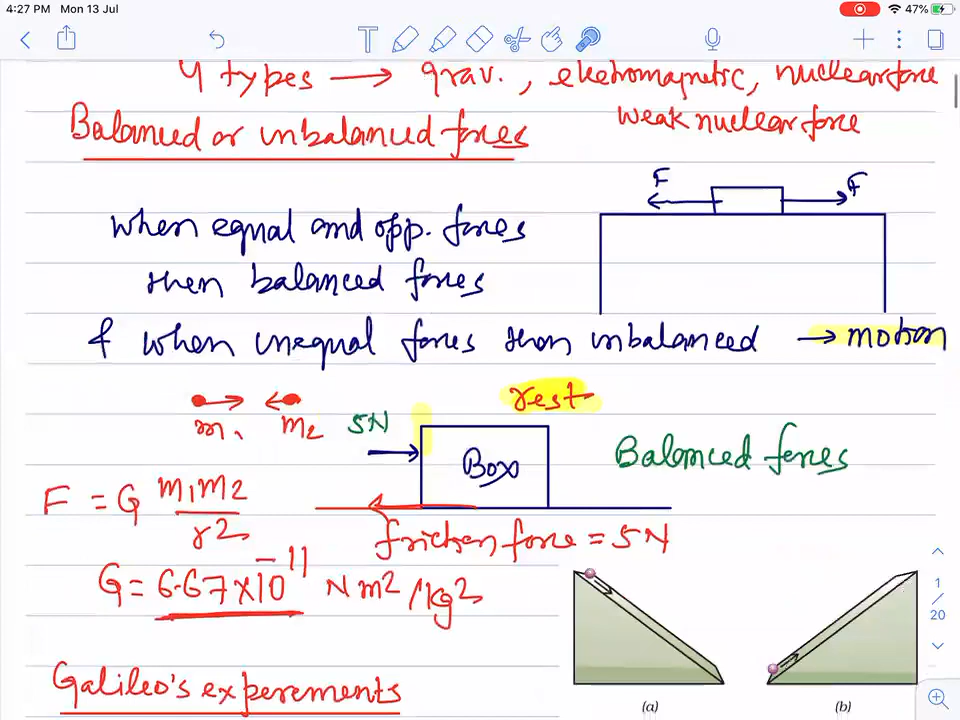 4:27 PM Mon 13 Jul
47%
4 types → grav., elektromagnetic, nuclear force
weak nuclear force
Balanced or unbalanced forces
F F
when equal and opp. forces
then balanced forces
& when unequal forces then unbalanced → motion
rest
m1 m2 5N
Box
Balanced forces
F = G m1m2
r2
friction force = 5N
G = 6.67×10-11 Nm2/kg2
1
/
20
Galileo's experements
(a) (b)